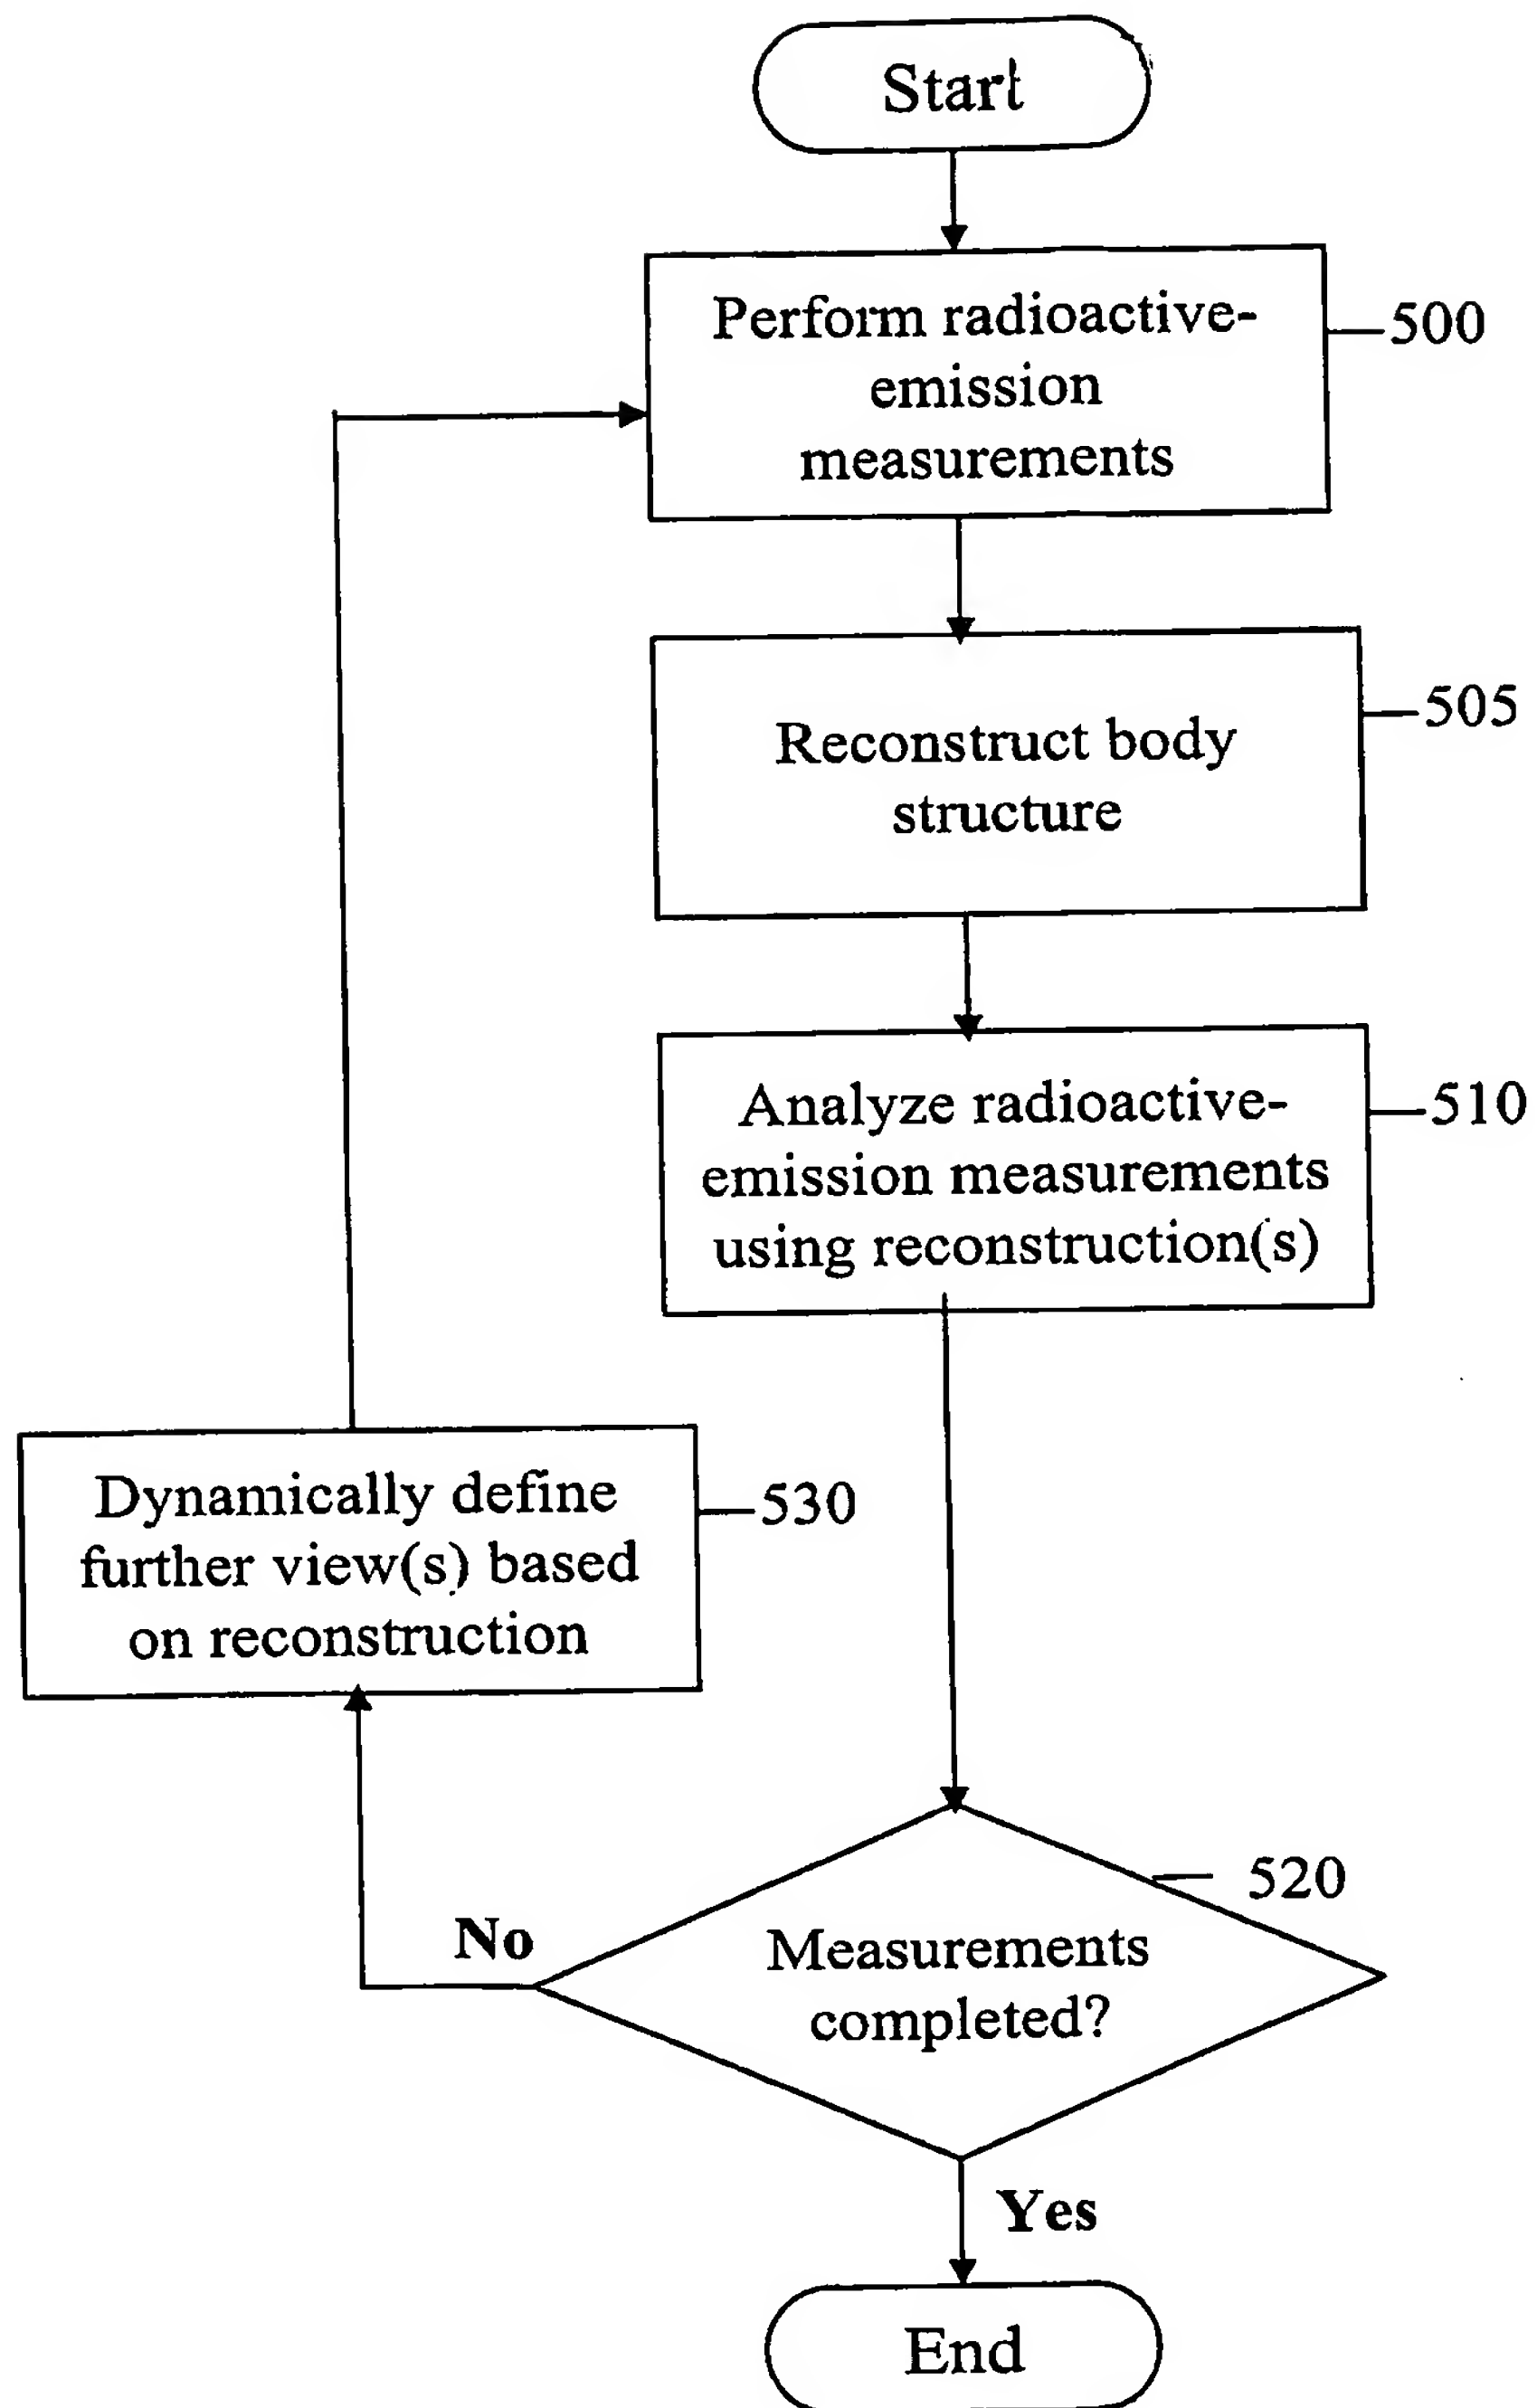 Start
Perform radioactive-
emission
measurements
500
Reconstruct body
structure
505
Analyze radioactive-
emission measurements
using reconstruction(s)
510
Dynamically define
further view(s) based
on reconstruction
530
520
No
Measurements
completed?
Yes
End